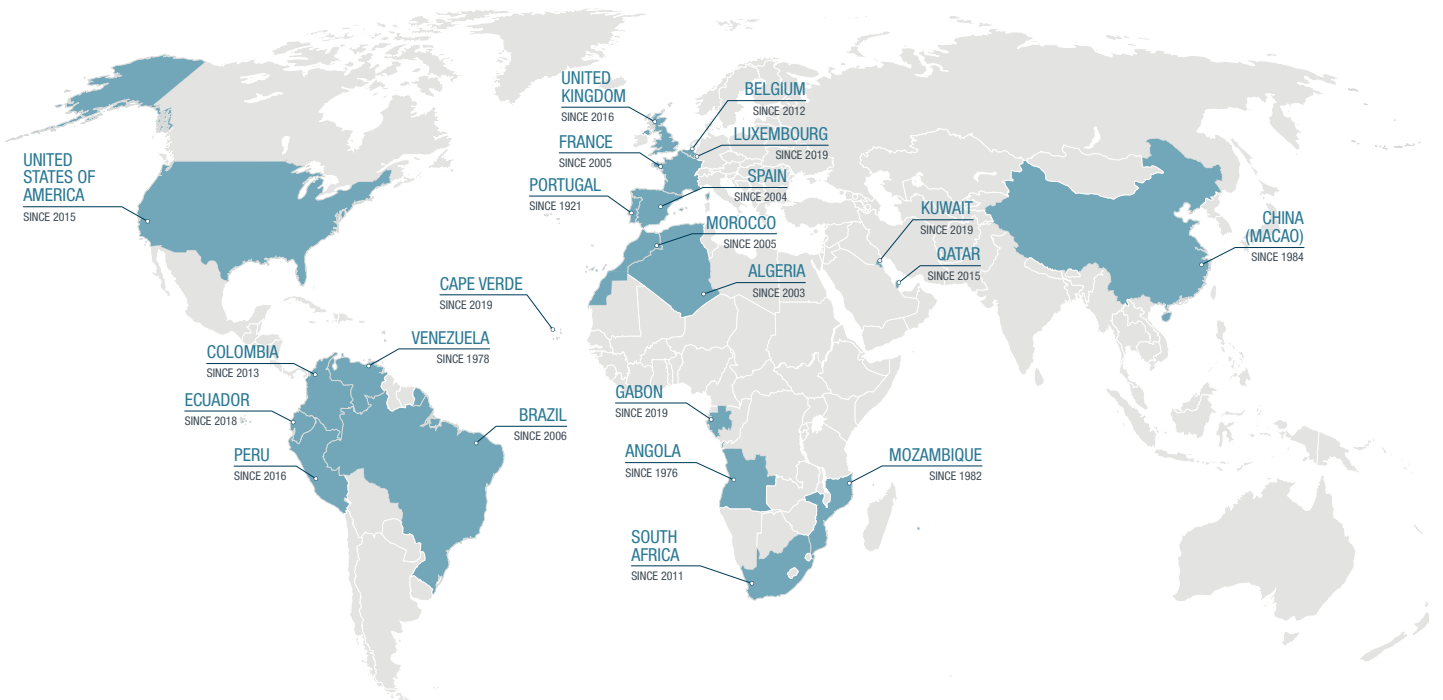 UNITED
STATES OF
AMERICA
SINCE 2015
UNITED
KINGDOM
SINCE 2016
FRANCE
SINCE 2005
PORTUGAL
SINCE 1921
BELGIUM
SINCE 2012
LUXEMBOURG
SINCE 2019
SPAIN
SINCE 2004
MOROCCO
SINCE 2005
ALGERIA
SINCE 2003
KUWAIT
SINCE 2019
QATAR
SINCE 2015
CHINA
(MACAO)
SINCE 1984
CAPE VERDE
SINCE 2019
VENEZUELA
SINCE 1978
COLOMBIA
SINCE 2013
ECUADOR
SINCE 2018
PERU
SINCE 2016
BRAZIL
SINCE 2006
GABON
SINCE 2019
ANGOLA
SINCE 1976
MOZAMBIQUE
SINCE 1982
SOUTH
AFRICA
SINCE 2011